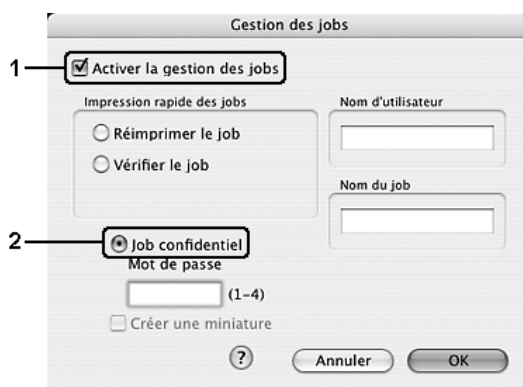 Gestion des jobs
1
Activer la gestion des jobs
Impression rapide des jobs
Réimprimer le job
Vérifier le job
Nom d'utilisateur
Nom du job
2
Job confidentiel
Mot de passe
(1-4)
Créer une miniature
?
Annuler
OK